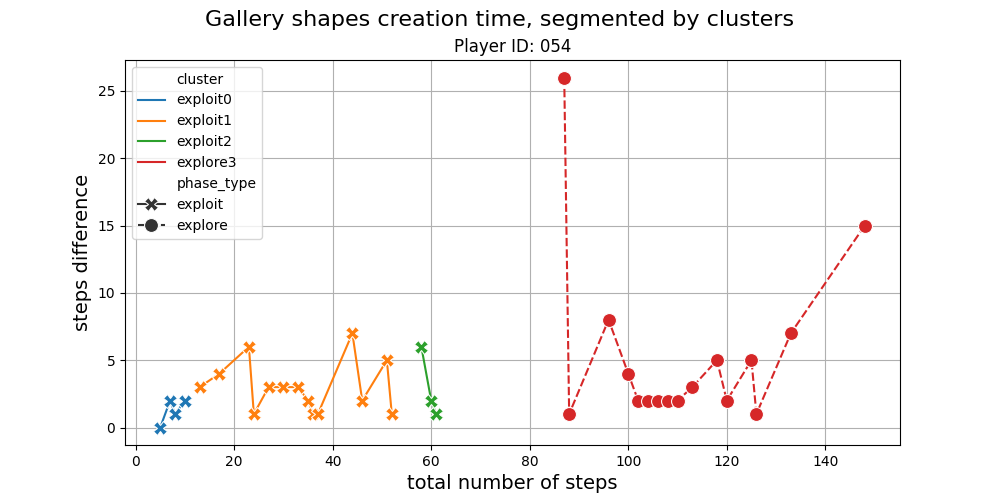 Gallery shapes creation time, segmented by clusters
Player ID: 054
cluster
exploit0
exploit1
exploit2
explore3
phase_type
exploit
explore
steps difference
25
20
15
10
5
0
0 20 40 60 80 100 120 140
total number of steps